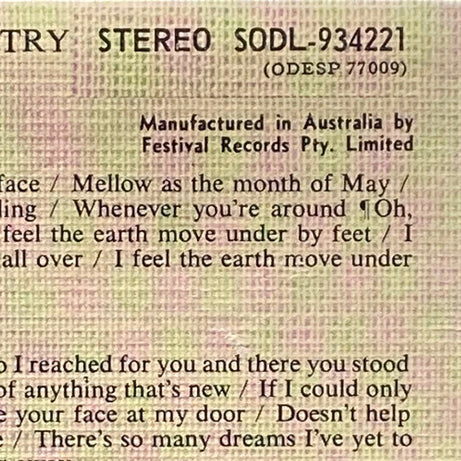 TRY STEREO SODL-934221
(ODESP 77009)
Manufactured in Australia by
Festival Records Pty. Limited
face / Mellow as the month of May /
ling / Whenever you're around ¶Oh,
feel the earth move under by feet / I
all over / I feel the earth move under
o I reached for you and there you stood
of anything that's new / If I could only
e your face at my door / Doesn't help
e / There's so many dreams I've yet to